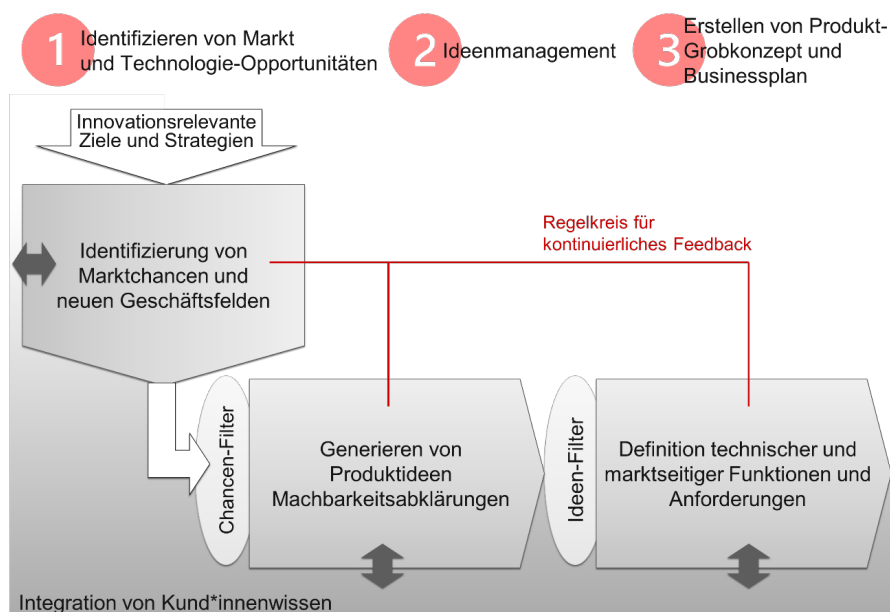 1
Identifizieren von Markt
und Technologie-Opportunitäten
2
Ideenmanagement
3
Erstellen von Produkt-
Grobkonzept und
Businessplan
Innovationsrelevante
Ziele und Strategien
Identifizierung von
Marktchancen und
neuen Geschäftsfelden
Regelkreis für
kontinuierliches Feedback
Chancen-Filter
Generieren von
Produktideen
Machbarkeitsabklärungen
Ideen-Filter
Definition technischer und
marktseitiger Funktionen und
Anforderungen
Integration von Kund*innenwissen